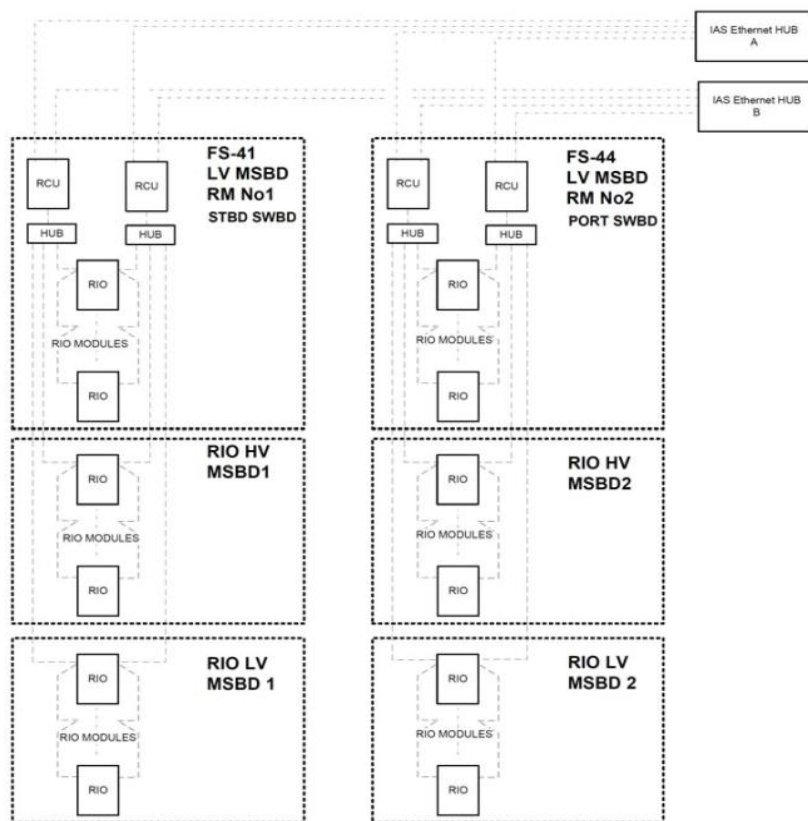 IAS Ethernet HUB
A
IAS Ethernet HUB
B
FS-41
LV MSBD
RM No1
STBD SWBD
RCU
RCU
HUB
HUB
RIO
RIO MODULES
RIO
FS-44
LV MSBD
RM No2
PORT SWBD
RCU
RCU
HUB
HUB
RIO
RIO MODULES
RIO
RIO HV
MSBD1
RIO
RIO MODULES
RIO
RIO HV
MSBD2
RIO
RIO MODULES
RIO
RIO LV
MSBD 1
RIO
RIO MODULES
RIO
RIO LV
MSBD 2
RIO
RIO MODULES
RIO